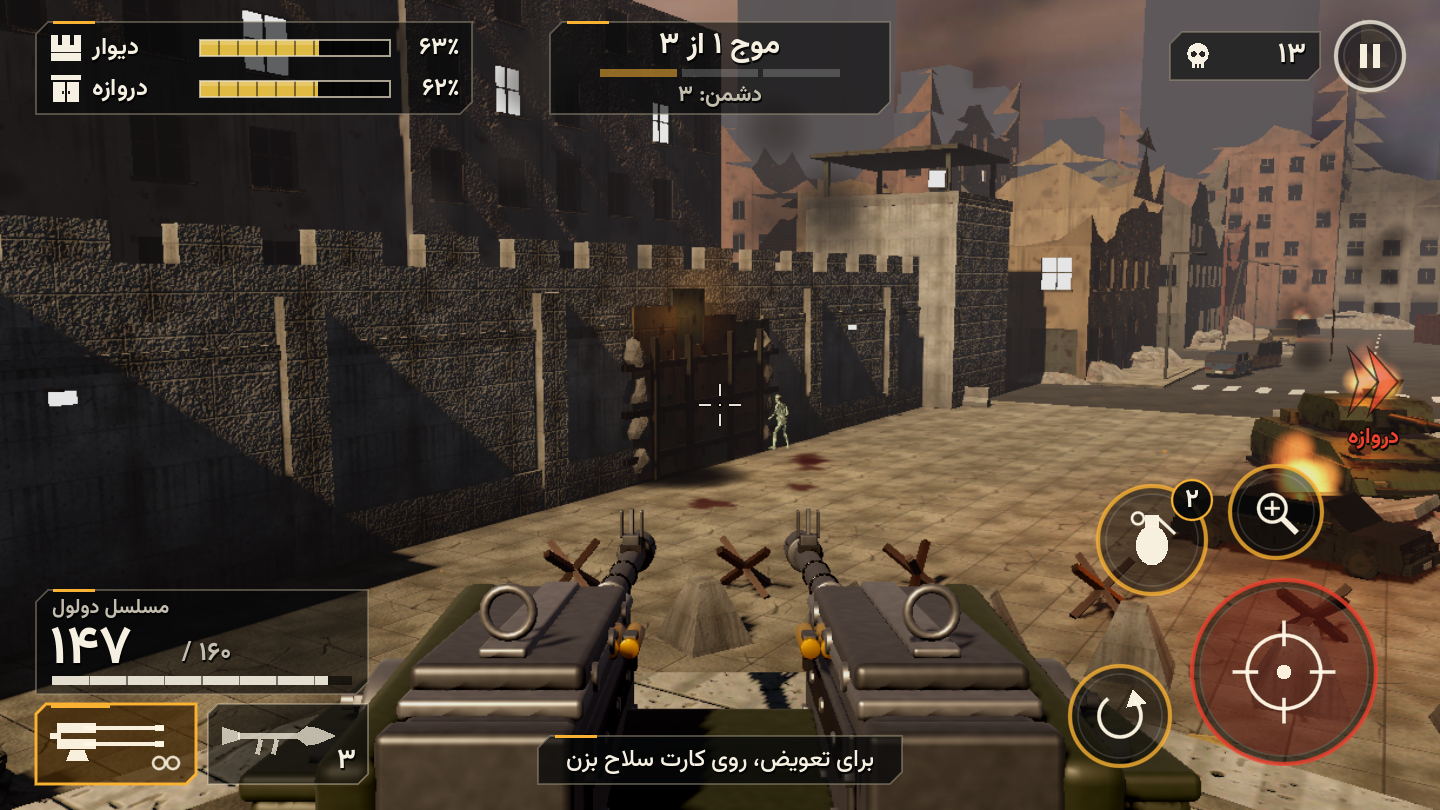 دیوار ۶۳٪
دروازه ۶۲٪
موج ۱ از ۳
دشمن: ۳
۱۳
دروازه
۲
مسلسل دولول
۱۴۷ / ۱۶۰
∞
۳
برای تعویض، روی کارت سلاح بزن